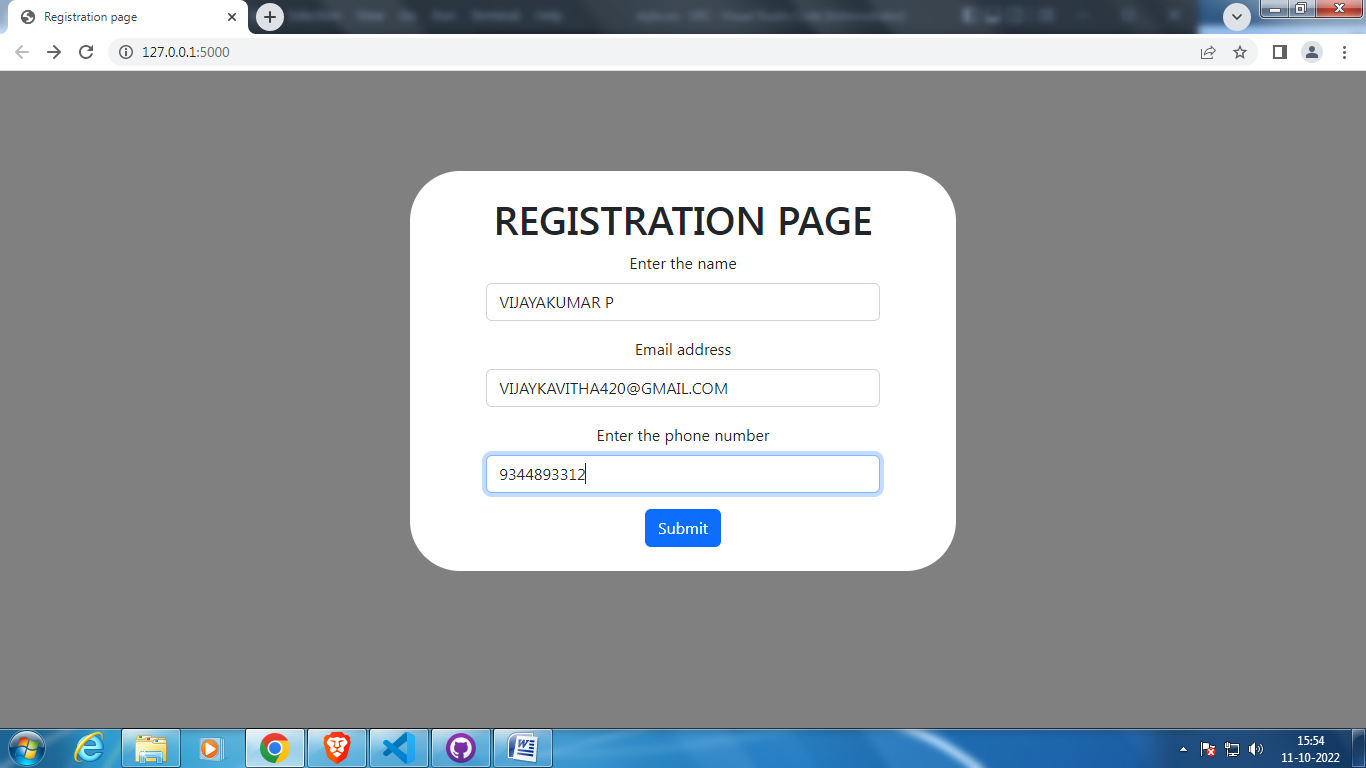 Registration page
127.0.0.1:5000
REGISTRATION PAGE
Enter the name
VIJAYAKUMAR P
Email address
VIJAYKAVITHA420@GMAIL.COM
Enter the phone number
9344893312
Submit
15:54
11-10-2022